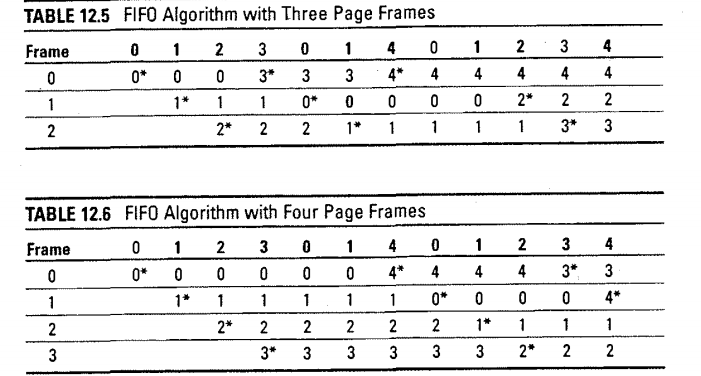 TABLE 12.5 FIFO Algorithm with Three Page Frames
Frame 0 1 2 3 0 1 4 0 1 2 3 4
0 0* 0 0 3* 3 3 4* 4 4 4 4 4
1 1* 1 1 0* 0 0 0 0 2* 2 2
2 2* 2 2 1* 1 1 1 1 3* 3
TABLE 12.6 FIFO Algorithm with Four Page Frames
Frame 0 1 2 3 0 1 4 0 1 2 3 4
0 0* 0 0 0 0 0 4* 4 4 4 3* 3
1 1* 1 1 1 1 1 0* 0 0 0 4*
2 2* 2 2 2 2 2 1* 1 1 1
3 3* 3 3 3 3 3 2* 2 2